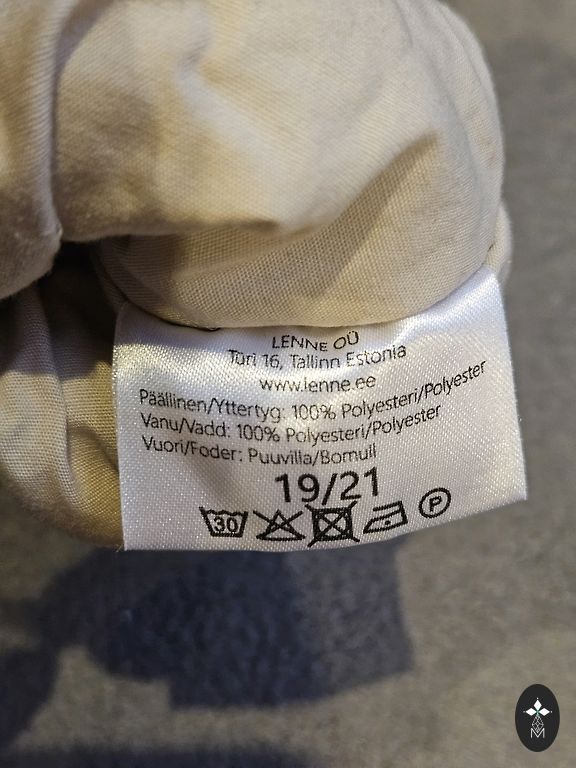 LENNE OÜ
Türi 16, Tallinn Estonia
www.lenne.ee
Päällinen/Yttertyg: 100% Polyesteri/Polyester
Vanu/Vadd: 100% Polyesteri/Polyester
Vuori/Foder: Puuvilla/Bomull
19/21
30 P
M